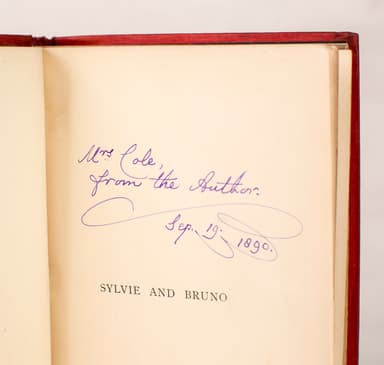 Mrs Cole,
from the Author.
Sep. 19. 1890.
SYLVIE AND BRUNO